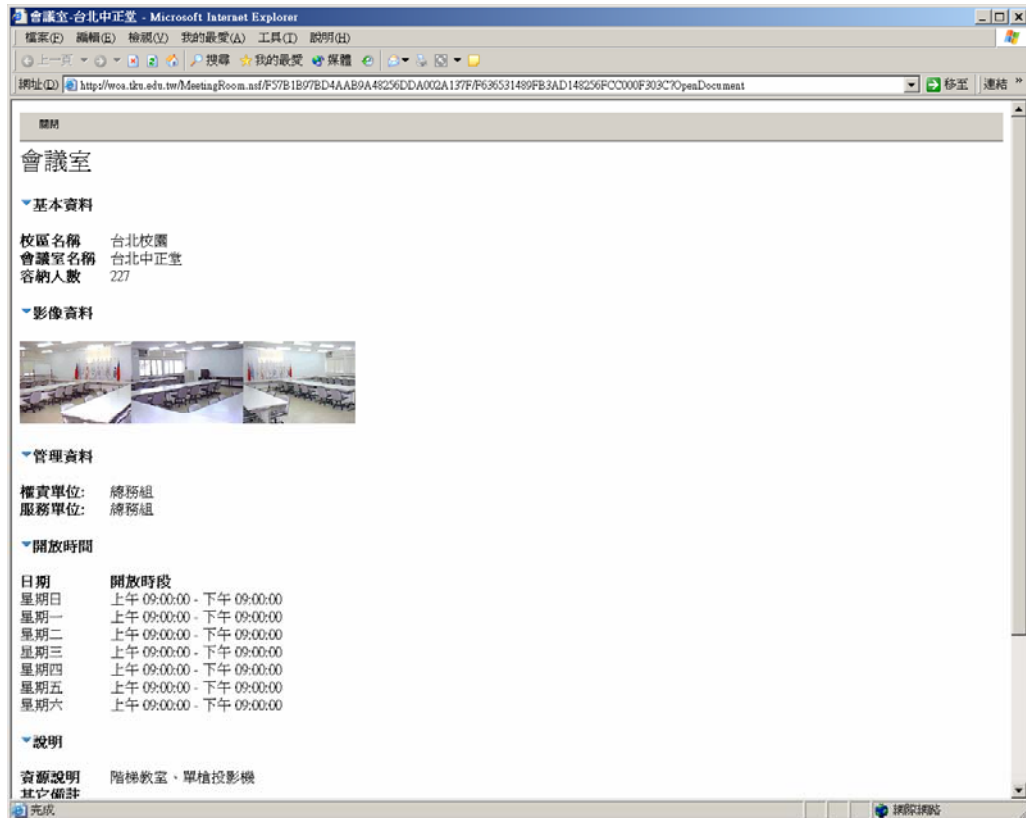 會議室-台北中正堂 - Microsoft Internet Explorer
檔案(F) 編輯(E) 檢視(V) 我的最愛(A) 工具(T) 說明(H)
上一頁 搜尋 我的最愛 媒體
網址(D) http://woa.tku.edu.tw/MeetingRoom.nsf/F57B1B97BD4AAB9A48256DDA002A137F/F636531489FB3AD148256FCC000F303C?OpenDocument 移至 連結 »
關閉
會議室
基本資料
校區名稱 台北校園
會議室名稱 台北中正堂
容納人數 227
影像資料
管理資料
權責單位: 總務組
服務單位: 總務組
開放時間
日期 開放時段
星期日 上午 09:00:00 - 下午 09:00:00
星期一 上午 09:00:00 - 下午 09:00:00
星期二 上午 09:00:00 - 下午 09:00:00
星期三 上午 09:00:00 - 下午 09:00:00
星期四 上午 09:00:00 - 下午 09:00:00
星期五 上午 09:00:00 - 下午 09:00:00
星期六 上午 09:00:00 - 下午 09:00:00
說明
資源說明 階梯教室、單槍投影機
其它備註
完成 網際網路